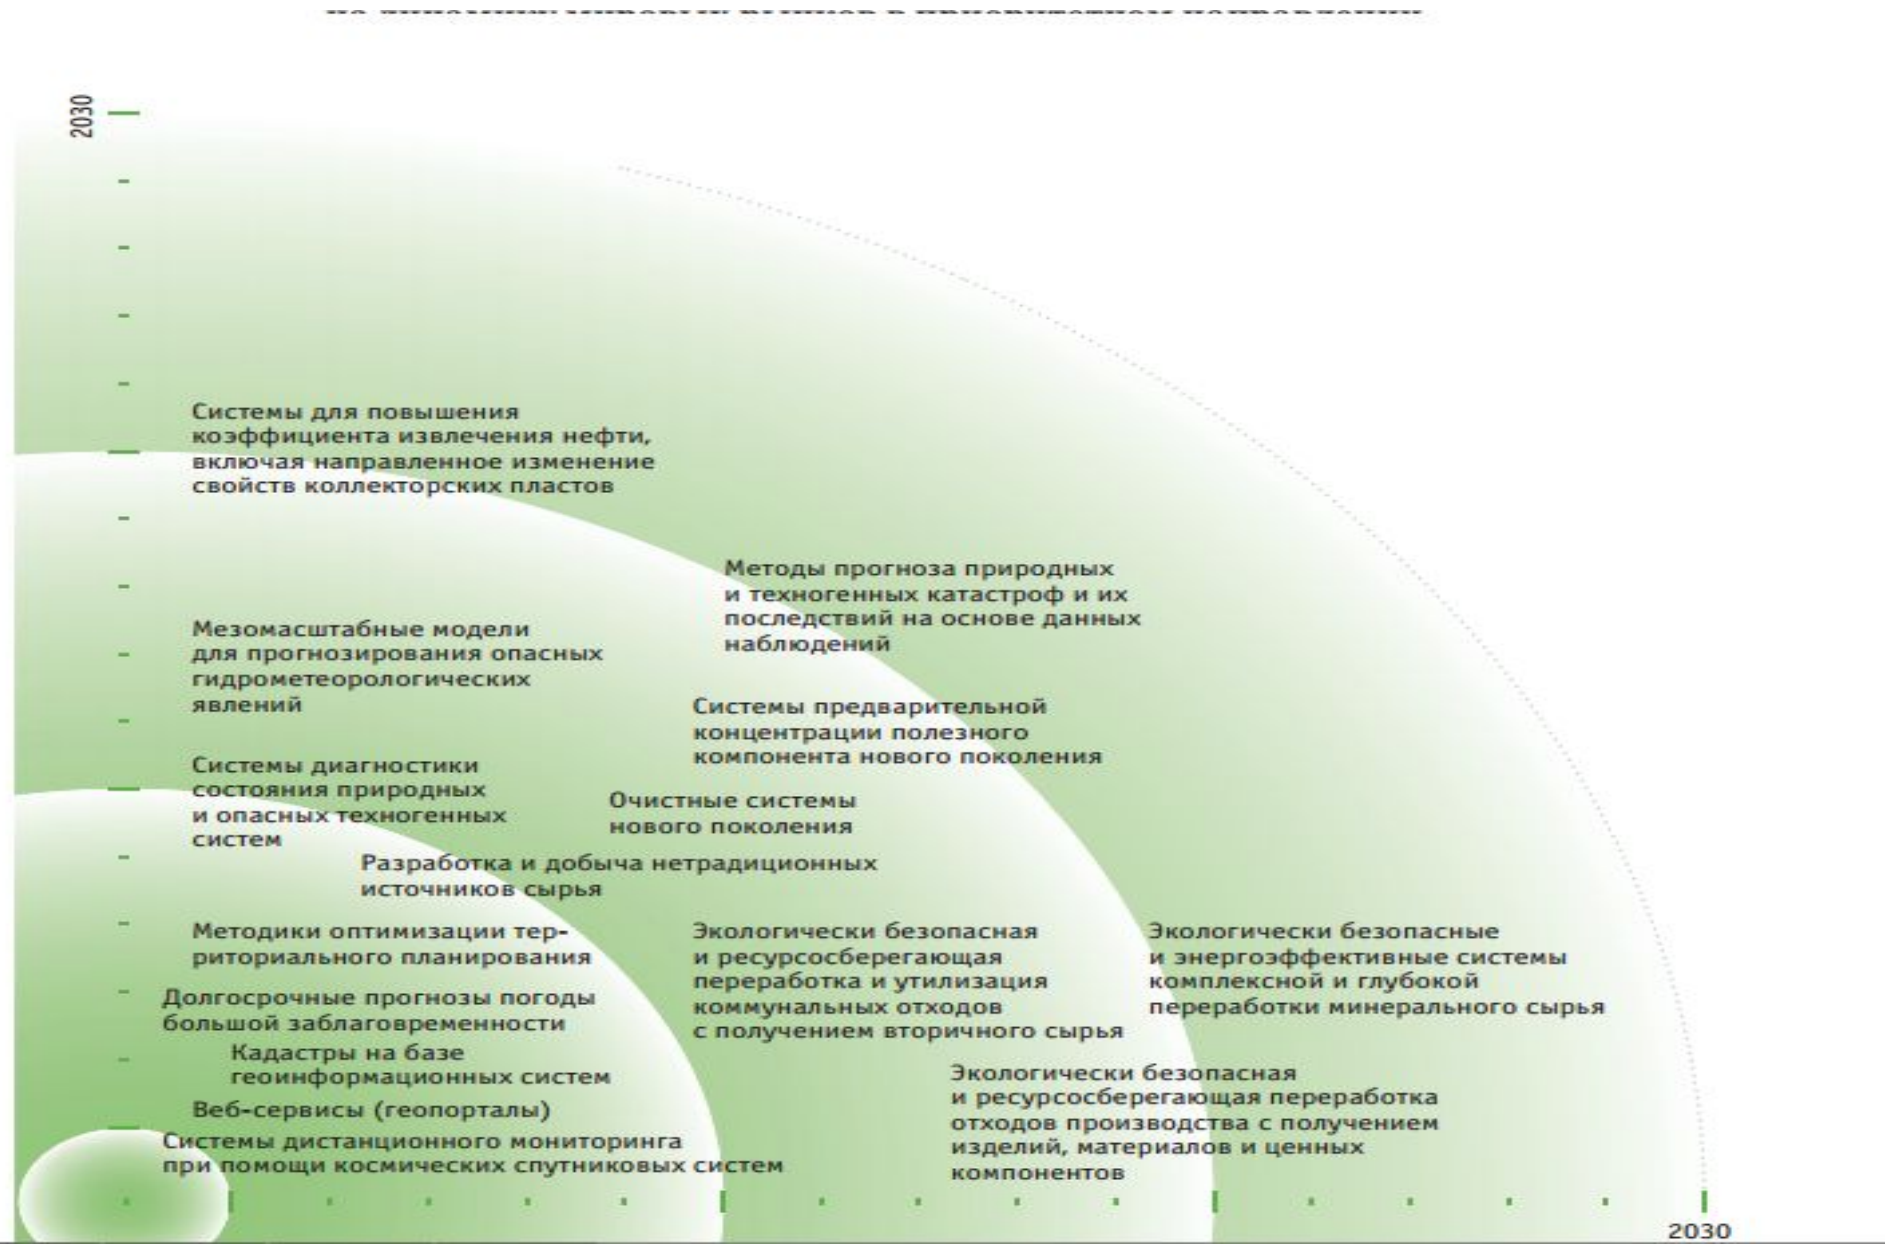 2030
Системы для повышения
коэффициента извлечения нефти,
включая направленное изменение
свойств коллекторских пластов
Методы прогноза природных
и техногенных катастроф и их
последствий на основе данных
наблюдений
Мезомасштабные модели
для прогнозирования опасных
гидрометеорологических
явлений
Системы предварительной
концентрации полезного
компонента нового поколения
Системы диагностики
состояния природных
и опасных техногенных
систем
Очистные системы
нового поколения
Разработка и добыча нетрадиционных
источников сырья
Методики оптимизации тер-
риториального планирования
Экологически безопасная
и ресурсосберегающая
переработка и утилизация
коммунальных отходов
с получением вторичного сырья
Экологически безопасные
и энергоэффективные системы
комплексной и глубокой
переработки минерального сырья
Долгосрочные прогнозы погоды
большой заблаговременности
Кадастры на базе
геоинформационных систем
Веб-сервисы (геопорталы)
Системы дистанционного мониторинга
при помощи космических спутниковых систем
Экологически безопасная
и ресурсосберегающая переработка
отходов производства с получением
изделий, материалов и ценных
компонентов
2030